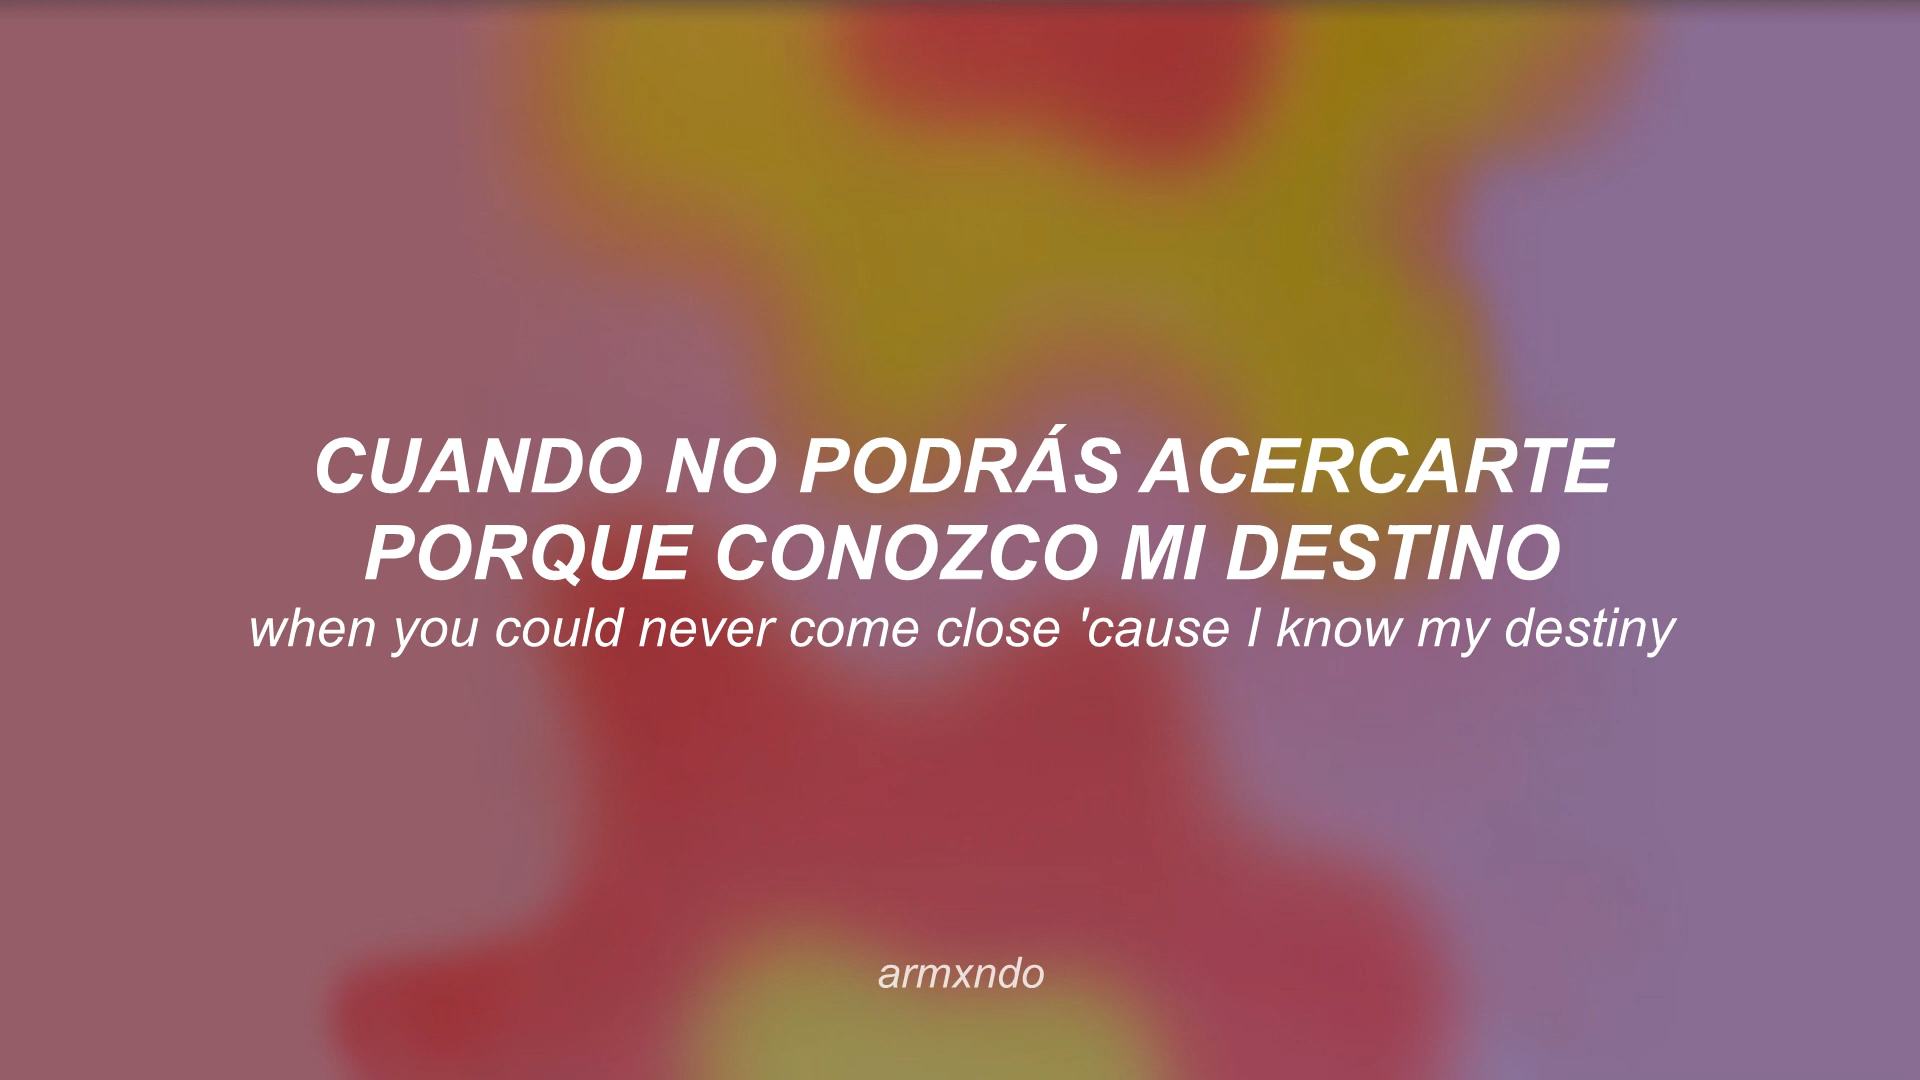 CUANDO NO PODRÁS ACERCARTE
PORQUE CONOZCO MI DESTINO
when you could never come close 'cause I know my destiny
armxndo